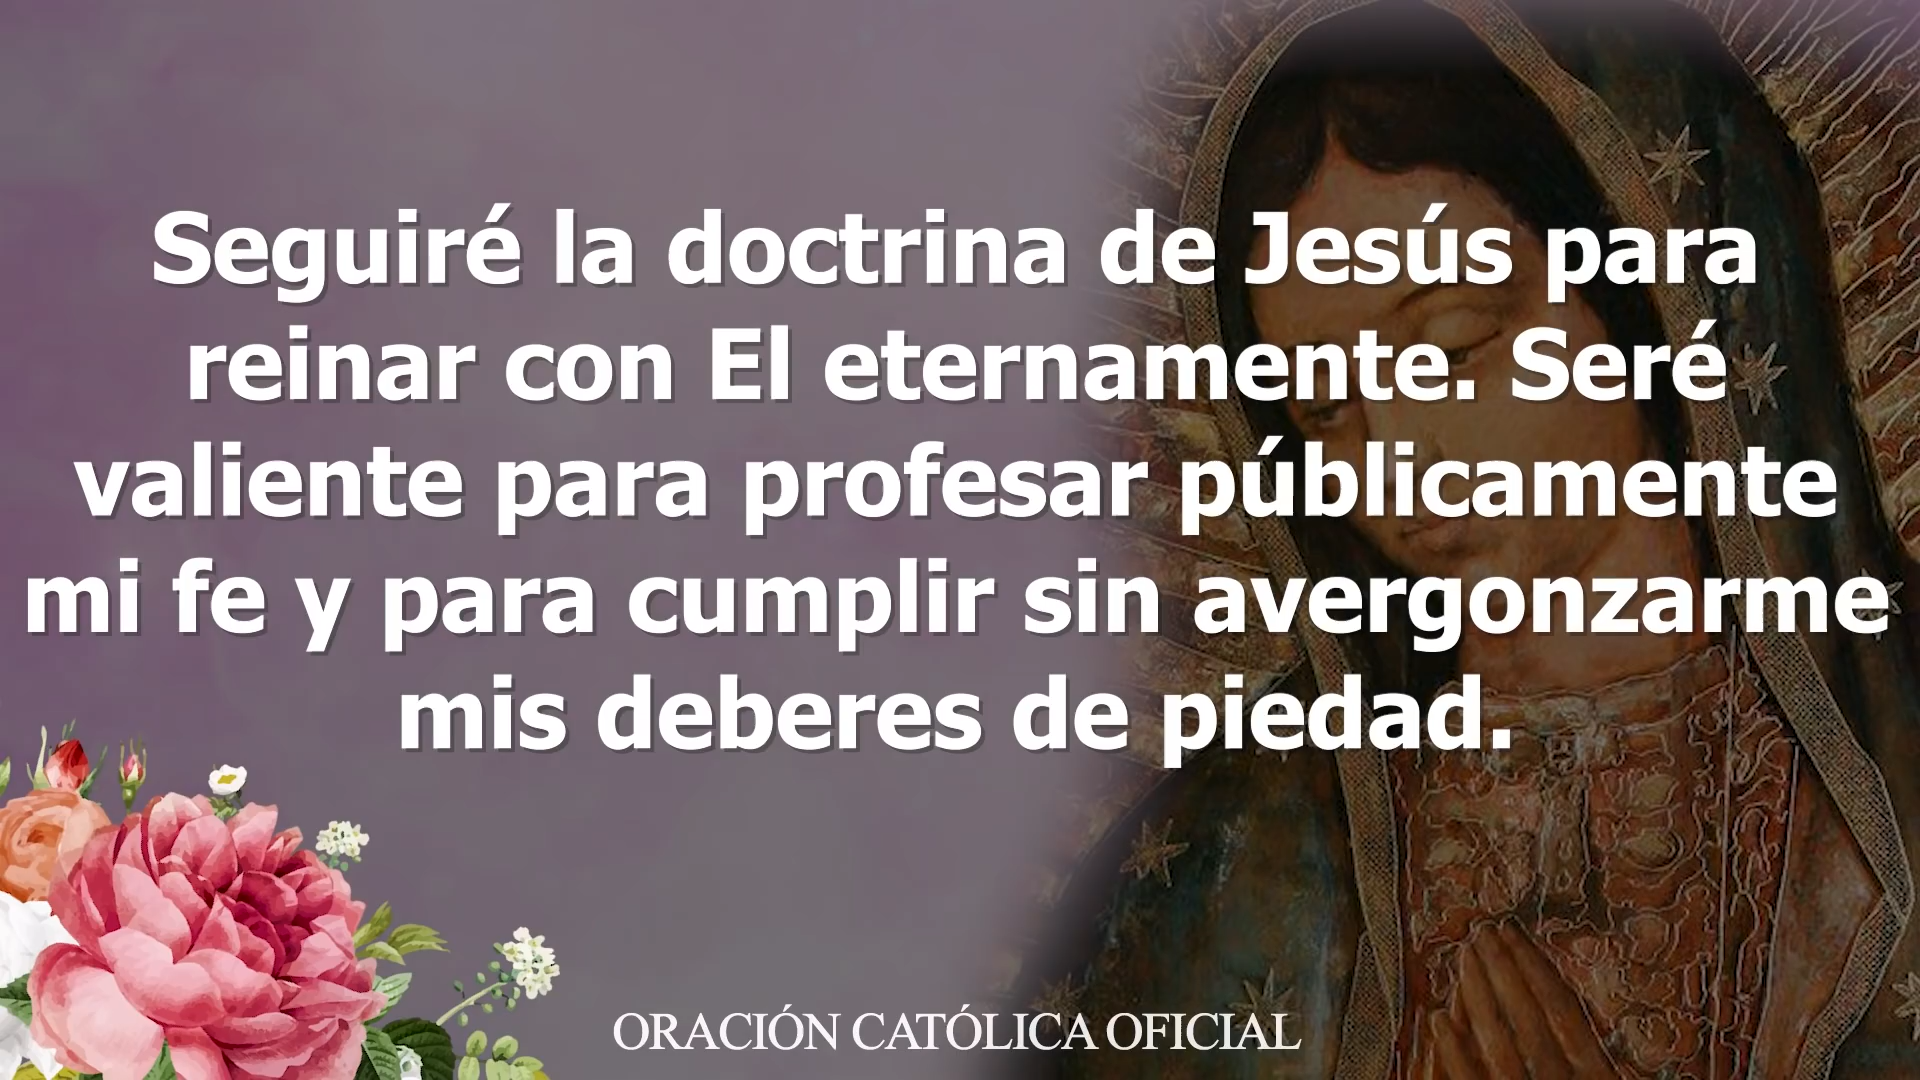 Seguiré la doctrina de Jesús para
reinar con El eternamente. Seré
valiente para profesar públicamente
mi fe y para cumplir sin avergonzarme
mis deberes de piedad.
ORACIÓN CATÓLICA OFICIAL